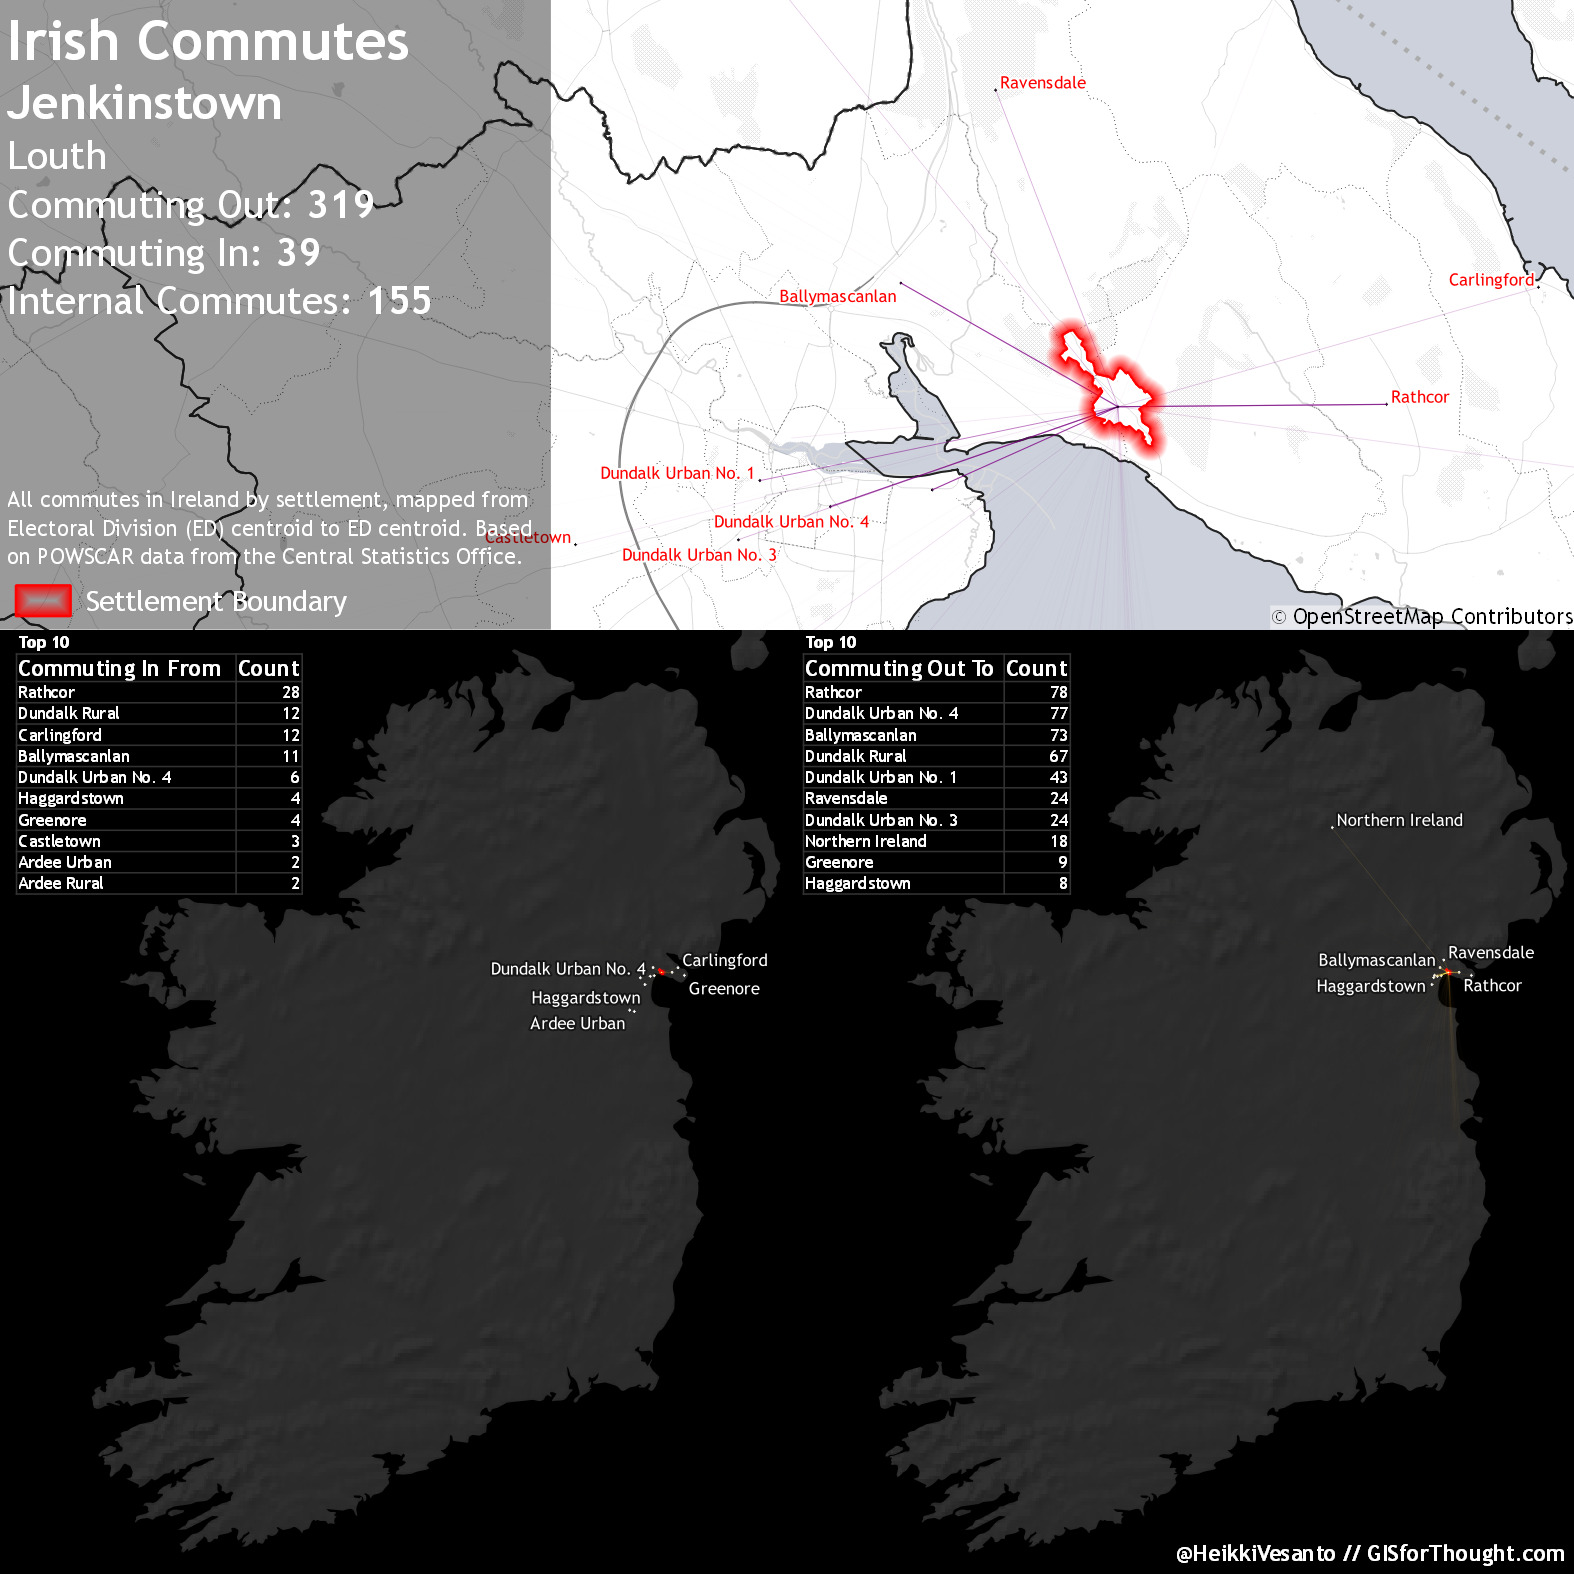 Irish Commutes
Jenkinstown
Louth
Commuting Out: 319
Commuting In: 39
Internal Commutes: 155
All commutes in Ireland by settlement, mapped from
Electoral Division (ED) centroid to ED centroid. Based
on POWSCAR data from the Central Statistics Office.
Settlement Boundary
Ravensdale
Carlingford
Ballymascanlan
Rathcor
Dundalk Urban No. 1
Dundalk Urban No. 4
Castletown
Dundalk Urban No. 3
© OpenStreetMap Contributors
Top 10
Commuting In From Count
Rathcor 28
Dundalk Rural 12
Carlingford 12
Ballymascanlan 11
Dundalk Urban No. 4 6
Haggardstown 4
Greenore 4
Castletown 3
Ardee Urban 2
Ardee Rural 2
Dundalk Urban No. 4
Carlingford
Greenore
Haggardstown
Ardee Urban
Top 10
Commuting Out To Count
Rathcor 78
Dundalk Urban No. 4 77
Ballymascanlan 73
Dundalk Rural 67
Dundalk Urban No. 1 43
Ravensdale 24
Dundalk Urban No. 3 24
Northern Ireland 18
Greenore 9
Haggardstown 8
Northern Ireland
Ravensdale
Ballymascanlan
Haggardstown
Rathcor
@HeikkiVesanto // GISforThought.com